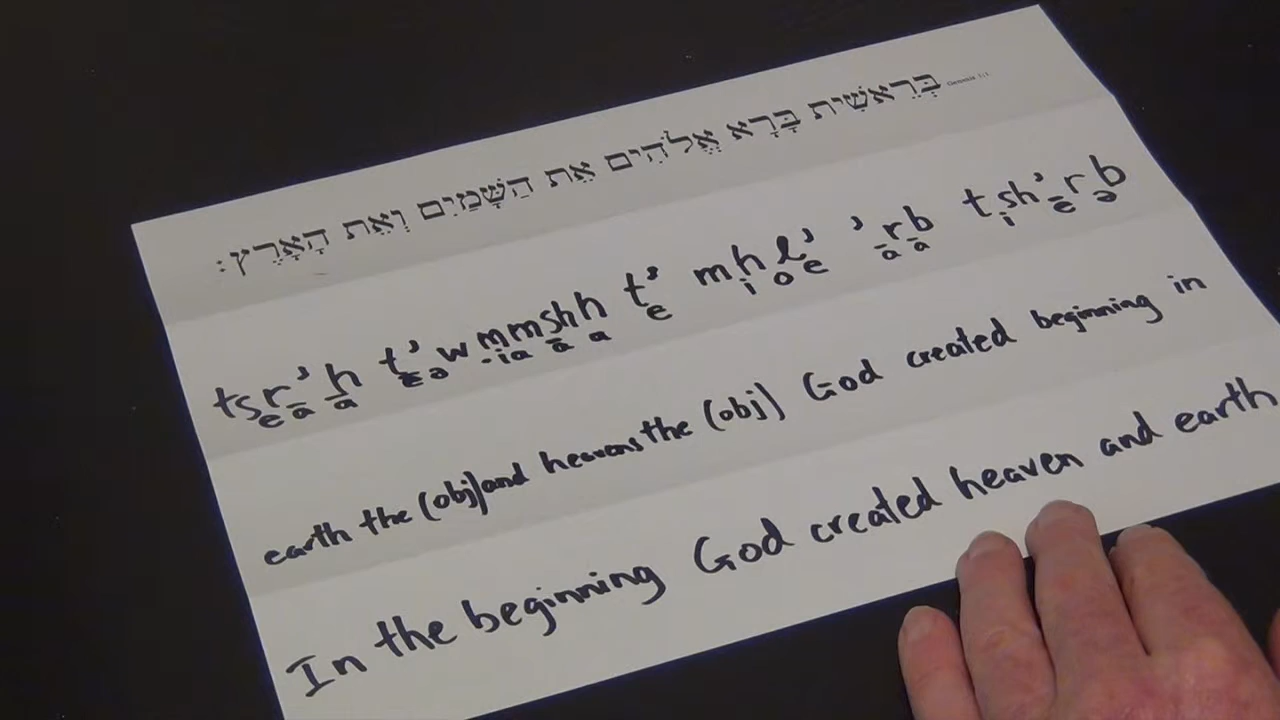 בְּרֵאשִׁית בָּרָא אֱלֹהִים אֵת הַשָּׁמַיִם וְאֵת הָאָרֶץ׃ Genesis 1:1
tsr'h t'w mmshh t' mhl' ' rb tsh'rb
e ā a ē ə i a ā a e i o e ā ā i ē ə
earth the (obj) and heavens the (obj) God created beginning in
In the beginning God created heaven and earth